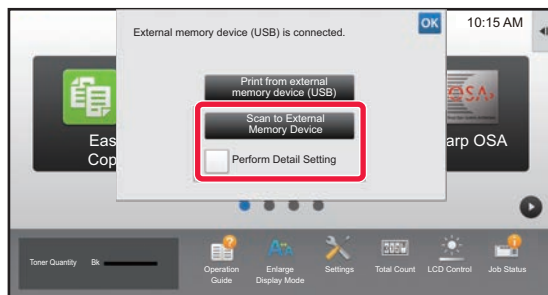 External memory device (USB) is connected.
OK
10:15 AM
Print from external
memory device (USB)
Scan to External
Memory Device
Perform Detail Setting
Eas
Cop
arp OSA
Toner Quantity Bk
Operation
Guide
Enlarge
Display Mode
Settings
Total Count
LCD Control
Job Status